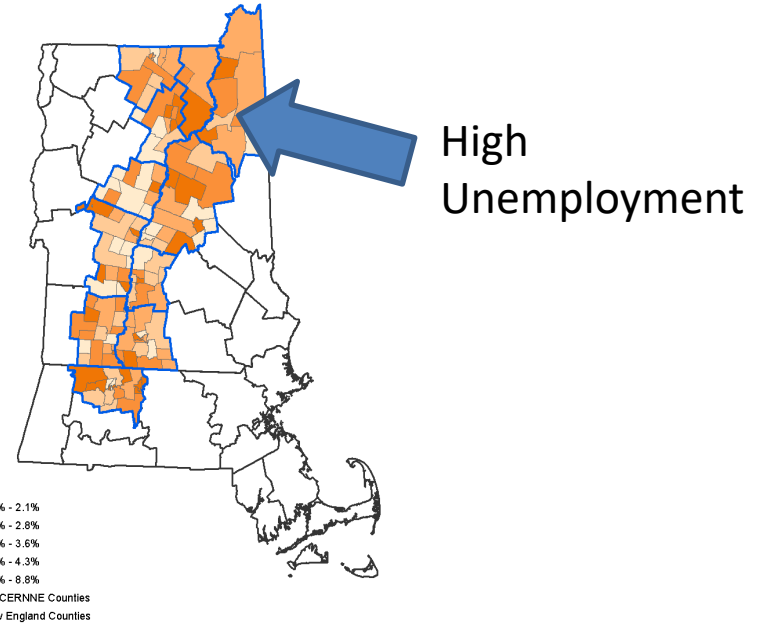 High
Unemployment
% - 2.1%
% - 2.8%
% - 3.6%
% - 4.3%
% - 8.8%
CERNNE Counties
England Counties